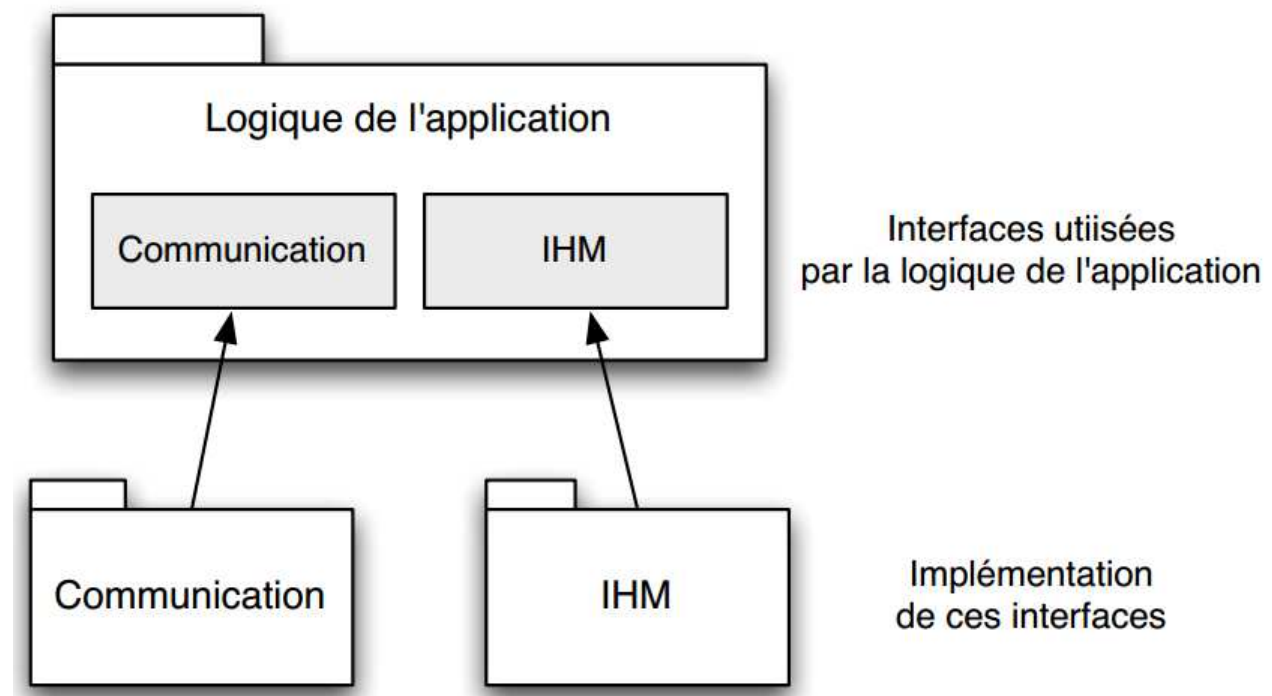 Logique de l'application
Communication
IHM
Interfaces utiisées
par la logique de l'application
Communication
IHM
Implémentation
de ces interfaces